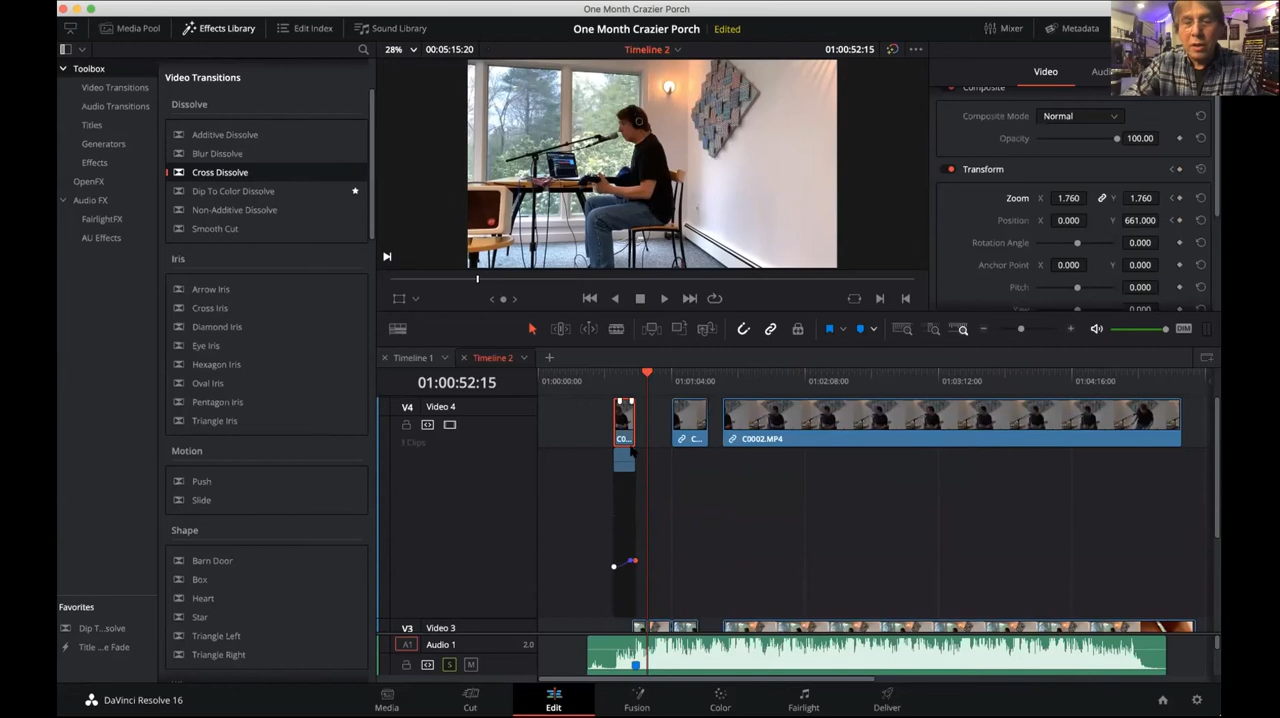 One Month Crazier Porch
Media Pool
Effects Library
Edit Index
Sound Library
One Month Crazier Porch Edited
Mixer
Metadata
28%
00:05:15:20
Timeline 2
01:00:52:15
Toolbox
Video Transitions
Audio Transitions
Titles
Generators
Effects
OpenFX
Audio FX
FairlightFX
AU Effects
Favorites
Dip T...solve
Title ...e Fade
Video Transitions
Dissolve
Additive Dissolve
Blur Dissolve
Cross Dissolve
Dip To Color Dissolve
Non-Additive Dissolve
Smooth Cut
Iris
Arrow Iris
Cross Iris
Diamond Iris
Eye Iris
Hexagon Iris
Oval Iris
Pentagon Iris
Triangle Iris
Motion
Push
Slide
Shape
Barn Door
Box
Heart
Star
Triangle Left
Triangle Right
Video
Composite
Composite Mode Normal
Opacity 100.00
Transform
Zoom X 1.760 Y 1.760
Position X 0.000 Y 661.000
Rotation Angle 0.000
Anchor Point X 0.000 Y 0.000
Pitch 0.000
DIM
Timeline 1
Timeline 2
01:00:52:15
01:00:00:00
01:01:04:00
01:02:08:00
01:03:12:00
01:04:16:00
V4 Video 4
3 Clips
C0...
C...
C0002.MP4
V3 Video 3
A1 Audio 1 2.0
S M
DaVinci Resolve 16
Media
Cut
Edit
Fusion
Color
Fairlight
Deliver